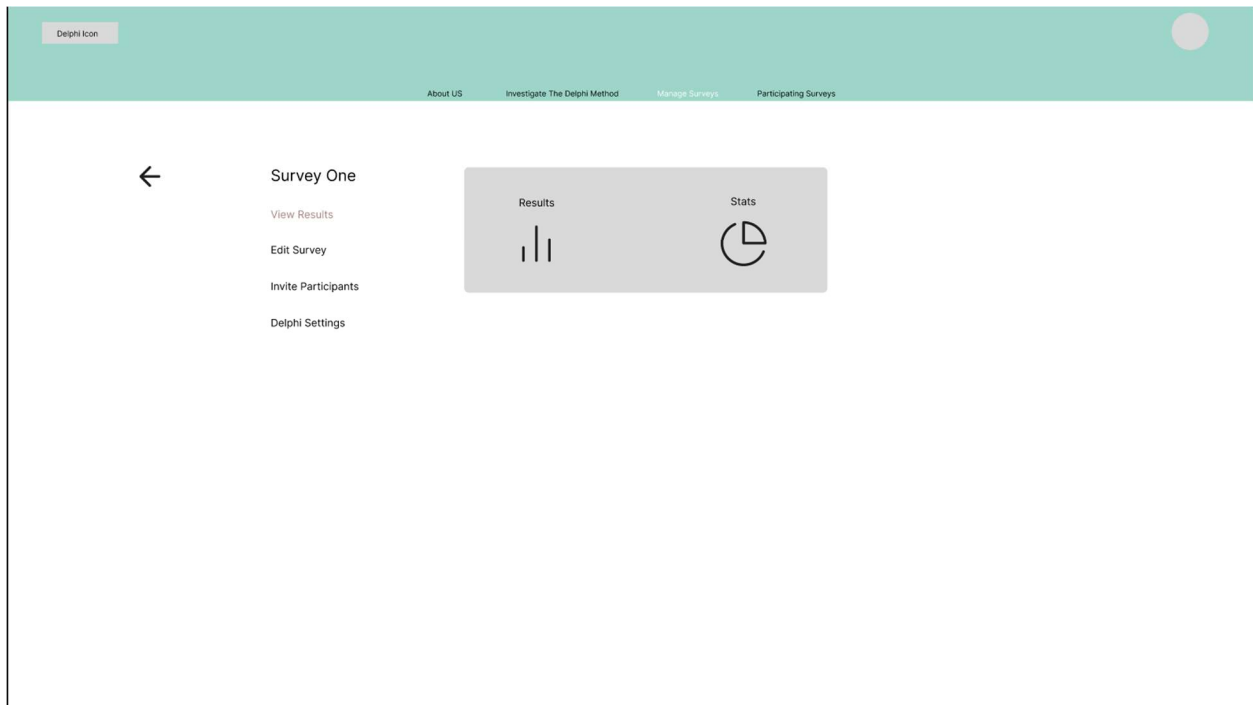 Delphi Icon
About US
Investigate The Delphi Method
Manage Surveys
Participating Surveys
Survey One
View Results
Edit Survey
Invite Participants
Delphi Settings
Results
Stats